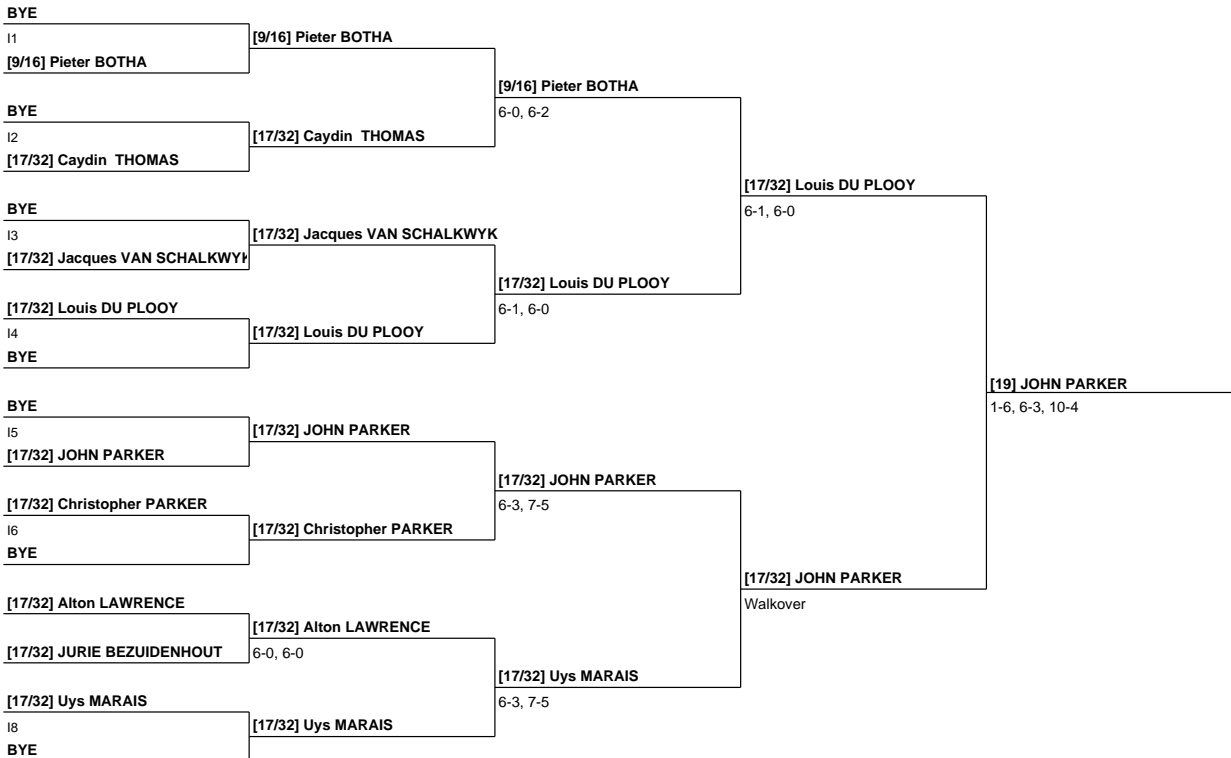 BYE
I1
[9/16] Pieter BOTHA
BYE
I2
[17/32] Caydin THOMAS
BYE
I3
[17/32] Jacques VAN SCHALKWYK
[17/32] Louis DU PLOOY
I4
BYE
BYE
I5
[17/32] JOHN PARKER
[17/32] Christopher PARKER
I6
BYE
[17/32] Alton LAWRENCE
[17/32] JURIE BEZUIDENHOUT
[17/32] Uys MARAIS
I8
BYE
[9/16] Pieter BOTHA
[17/32] Caydin THOMAS
[17/32] Jacques VAN SCHALKWYK
[17/32] Louis DU PLOOY
[17/32] JOHN PARKER
[17/32] Christopher PARKER
[17/32] Alton LAWRENCE
6-0, 6-0
[17/32] Uys MARAIS
[9/16] Pieter BOTHA
6-0, 6-2
[17/32] Louis DU PLOOY
6-1, 6-0
[17/32] JOHN PARKER
6-3, 7-5
[17/32] Uys MARAIS
6-3, 7-5
[17/32] Louis DU PLOOY
6-1, 6-0
[17/32] JOHN PARKER
Walkover
[19] JOHN PARKER
1-6, 6-3, 10-4